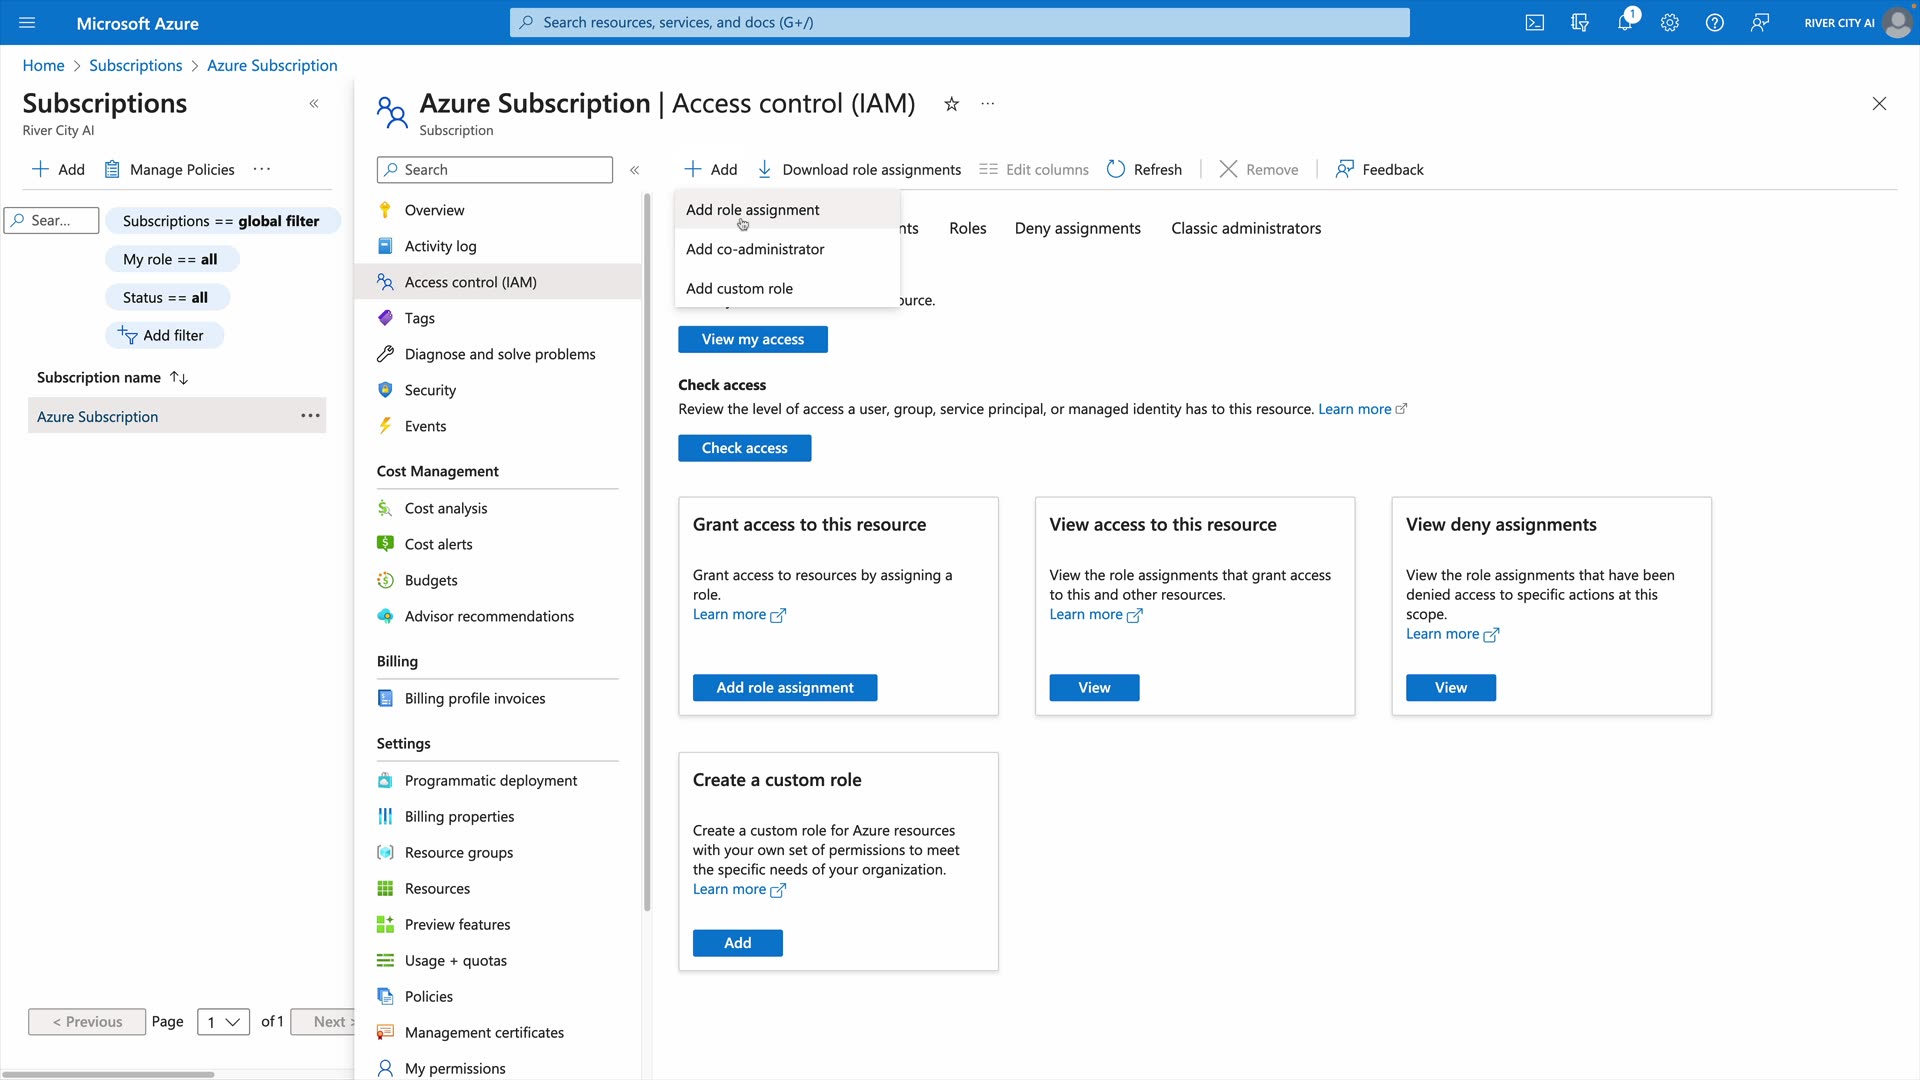 Microsoft Azure
Search resources, services, and docs (G+/)
1
RIVER CITY AI
Home > Subscriptions > Azure Subscription
Subscriptions
River City AI
Azure Subscription | Access control (IAM)
Subscription
Add
Manage Policies
Search
Add
Download role assignments
Edit columns
Refresh
Remove
Feedback
Sear...
Subscriptions == global filter
My role == all
Status == all
Add filter
Subscription name
Azure Subscription
< Previous
Page
1
of 1
Next >
Overview
Activity log
Access control (IAM)
Tags
Diagnose and solve problems
Security
Events
Cost Management
Cost analysis
Cost alerts
Budgets
Advisor recommendations
Billing
Billing profile invoices
Settings
Programmatic deployment
Billing properties
Resource groups
Resources
Preview features
Usage + quotas
Policies
Management certificates
My permissions
Add role assignment
Add co-administrator
Add custom role
nts
Roles
Deny assignments
Classic administrators
ource.
View my access
Check access
Review the level of access a user, group, service principal, or managed identity has to this resource. Learn more
Check access
Grant access to this resource
Grant access to resources by assigning a
role.
Learn more
Add role assignment
View access to this resource
View the role assignments that grant access
to this and other resources.
Learn more
View
View deny assignments
View the role assignments that have been
denied access to specific actions at this
scope.
Learn more
View
Create a custom role
Create a custom role for Azure resources
with your own set of permissions to meet
the specific needs of your organization.
Learn more
Add